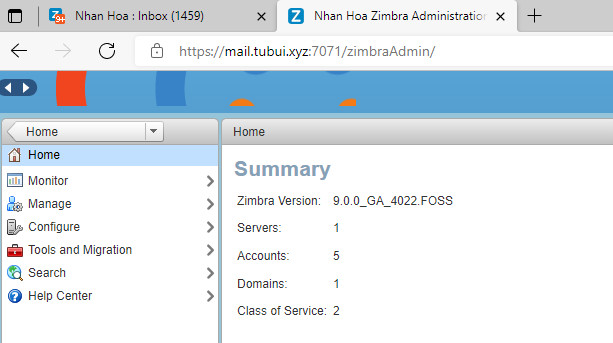 Nhan Hoa : Inbox (1459)
Nhan Hoa Zimbra Administration
https://mail.tubui.xyz:7071/zimbraAdmin/
Home
Home
Home
Monitor
Manage
Configure
Tools and Migration
Search
Help Center
Summary
Zimbra Version: 9.0.0_GA_4022.FOSS
Servers: 1
Accounts: 5
Domains: 1
Class of Service: 2